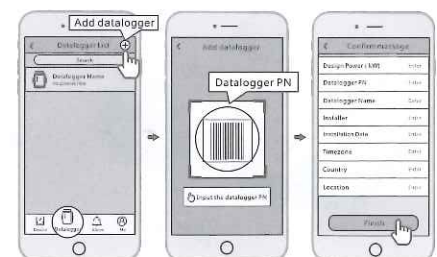 Add datalogger
Datalogger List
Search
Datalogger Name
Datalogger
Me
Add datalogger
Datalogger PN
Input the datalogger PN
Confirm message
Design Power ( kW) Enter
Datalogger PN Enter
Datalogger Name Enter
Installer Enter
Installation Date Enter
Timezone Enter
Country Enter
Location Enter
Finish